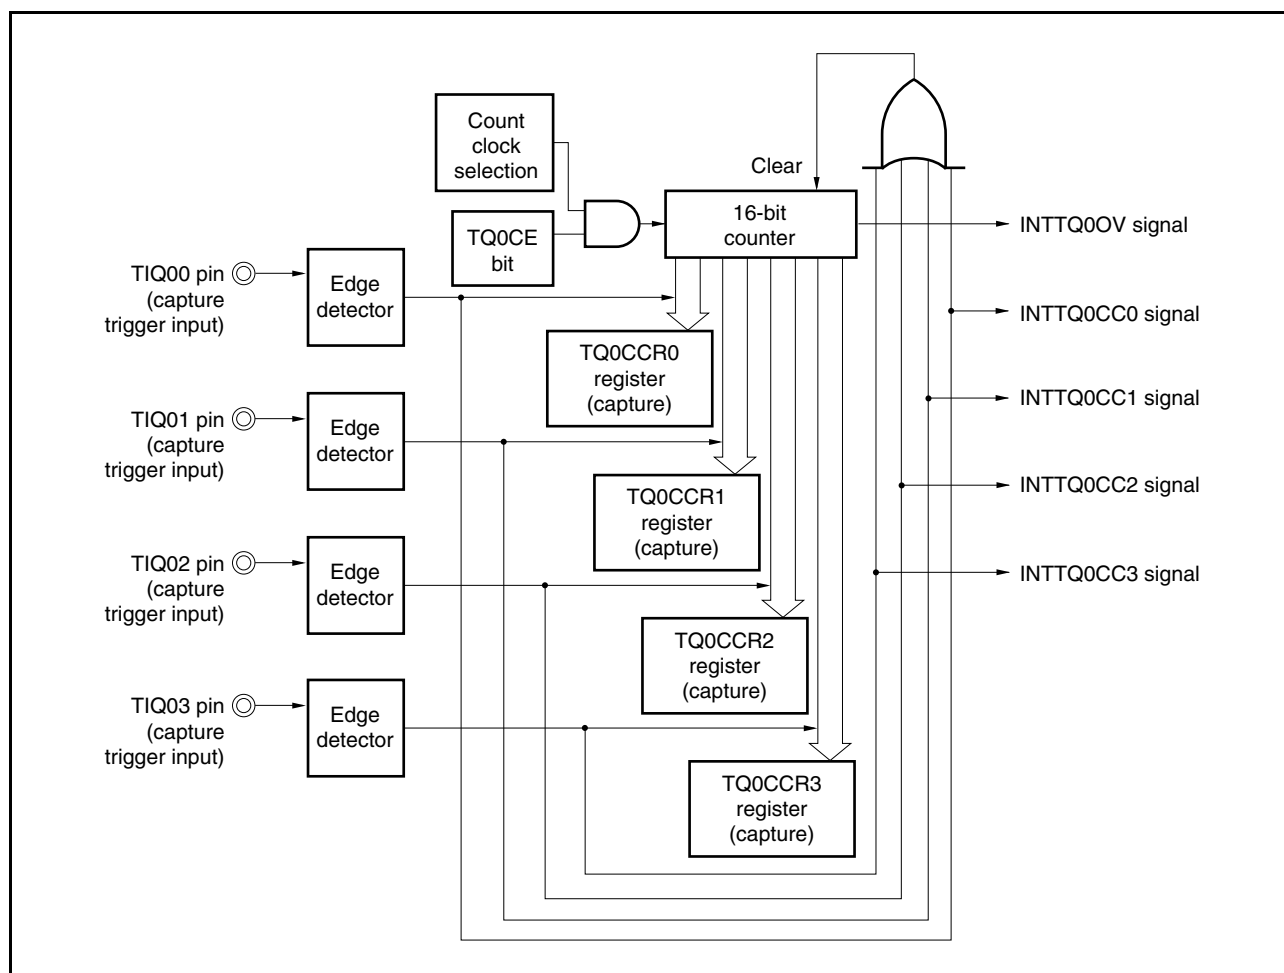 Count
clock
selection
Clear
TQ0CE
bit
16-bit
counter
INTTQ0OV signal
TIQ00 pin
(capture
trigger input)
Edge
detector
INTTQ0CC0 signal
TQ0CCR0
register
(capture)
TIQ01 pin
(capture
trigger input)
Edge
detector
INTTQ0CC1 signal
TQ0CCR1
register
(capture)
INTTQ0CC2 signal
TIQ02 pin
(capture
trigger input)
Edge
detector
INTTQ0CC3 signal
TQ0CCR2
register
(capture)
TIQ03 pin
(capture
trigger input)
Edge
detector
TQ0CCR3
register
(capture)